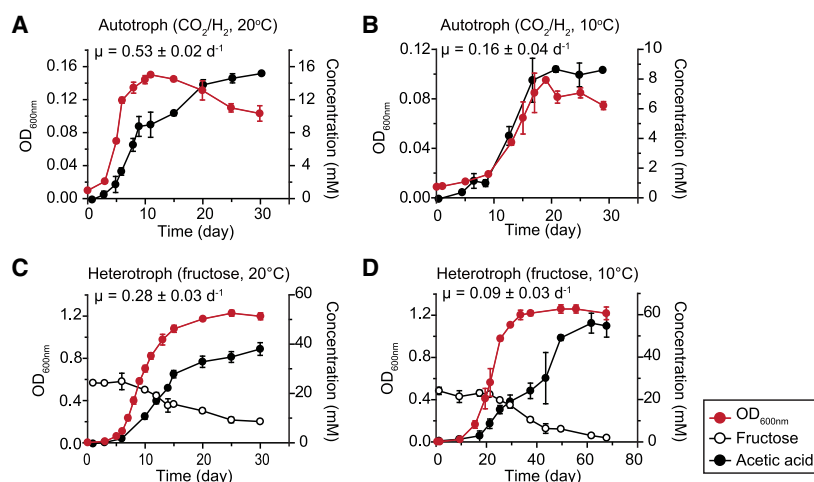 A
Autotroph (CO2/H2, 20°C)
μ = 0.53 ± 0.02 d-1
0.16
0.12
0.08
0.04
0.00
OD600nm
16
12
8
4
0
Concentration (mM)
0 10 20 30
Time (day)
B
Autotroph (CO2/H2, 10°C)
μ = 0.16 ± 0.04 d-1
0.12
0.08
0.04
0.00
OD600nm
10
8
6
4
2
0
Concentration (mM)
0 10 20 30
Time (day)
C
Heterotroph (fructose, 20°C)
μ = 0.28 ± 0.03 d-1
1.2
0.8
0.4
0.0
OD600nm
60
40
20
0
Concentration (mM)
0 10 20 30
Time (day)
D
Heterotroph (fructose, 10°C)
μ = 0.09 ± 0.03 d-1
1.2
0.8
0.4
0.0
OD600nm
60
40
20
0
Concentration (mM)
0 20 40 60 80
Time (day)
OD600nm
Fructose
Acetic acid